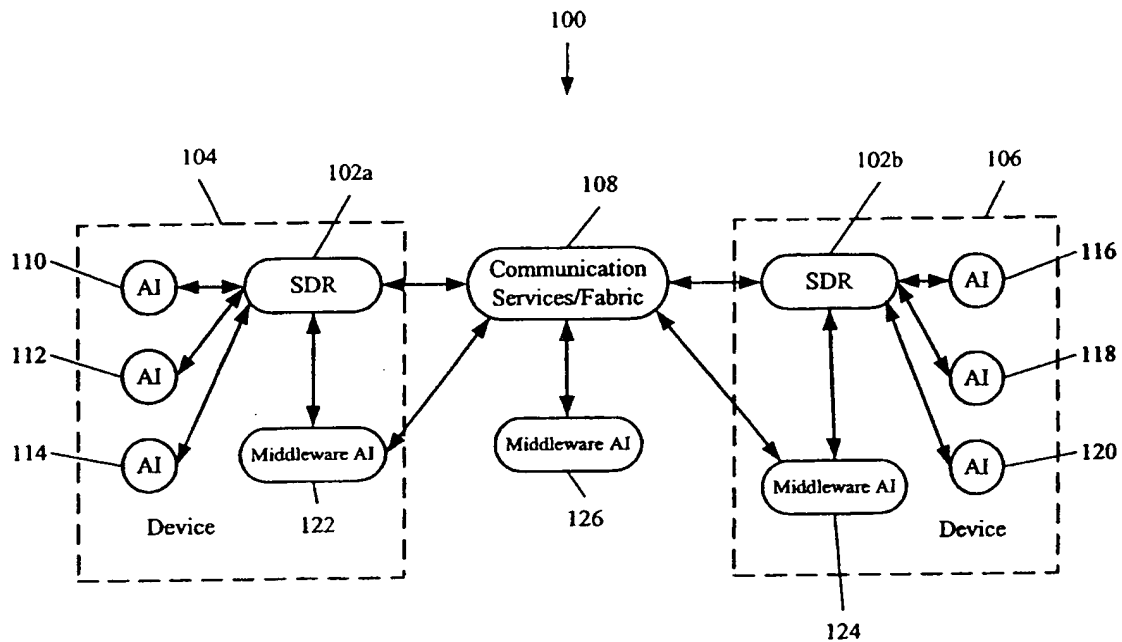 100
104
102a
108
102b
106
110
AI
SDR
Communication
Services/Fabric
SDR
AI
116
112
AI
AI
118
114
AI
Middleware AI
Middleware AI
Middleware AI
AI
120
Device
122
126
Device
124